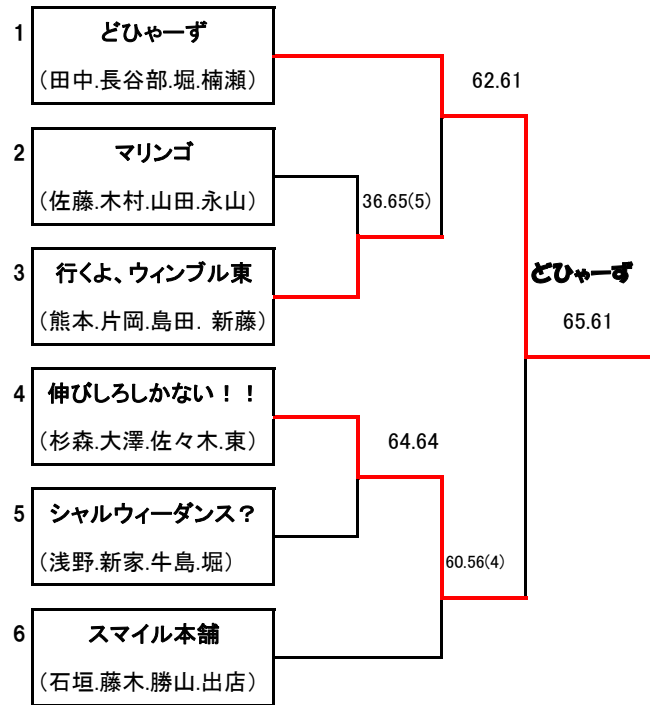 1
どひゃーず
(田中.長谷部.堀.楠瀬)
62.61
2
マリンゴ
(佐藤.木村.山田.永山)
36.65(5)
3
行くよ、ウィンブル東
(熊本.片岡.島田. 新藤)
どひゃーず
65.61
4
伸びしろしかない！！
(杉森.大澤.佐々木.東)
64.64
5
シャルウィーダンス？
(浅野.新家.牛島.堀)
60.56(4)
6
スマイル本舗
(石垣.藤木.勝山.出店)